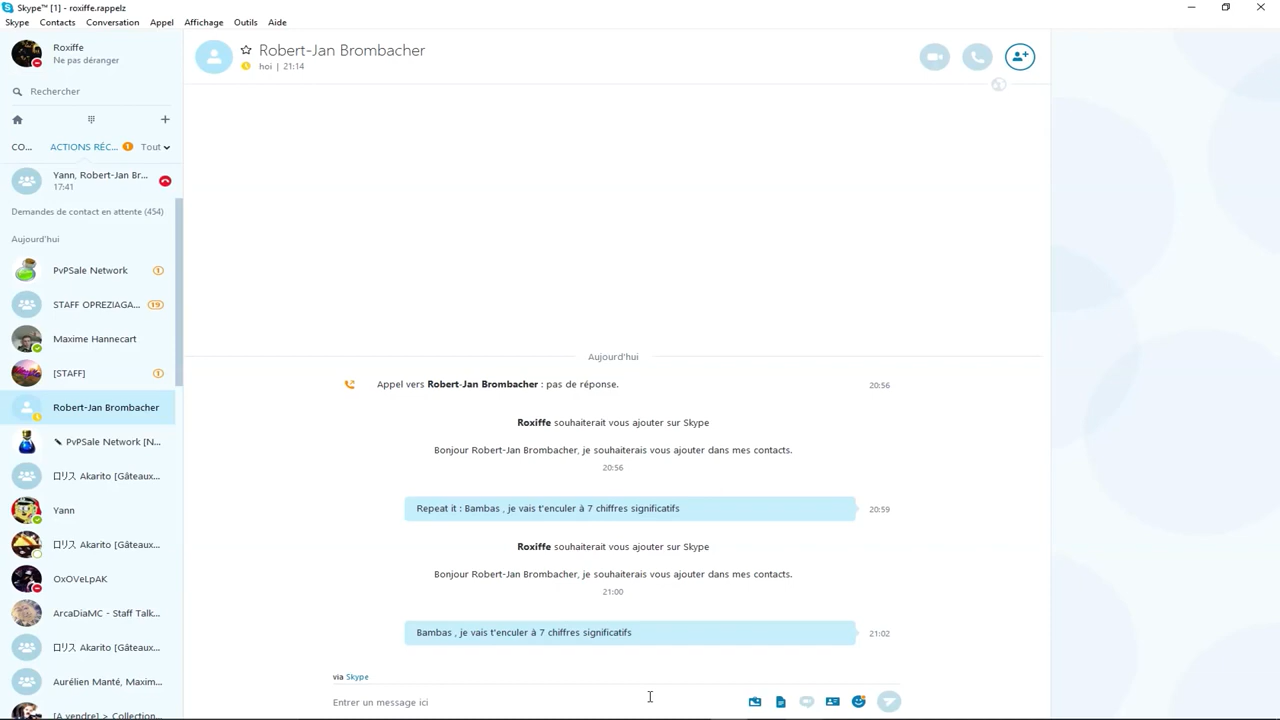 Skype™ [1] - roxiffe.rappelz
Skype Contacts Conversation Appel Affichage Outils Aide
Roxiffe
Ne pas déranger
Rechercher
CO... ACTIONS RÉC... 1 Tout
Yann, Robert-Jan Br...
17:41
Demandes de contact en attente (454)
Aujourd'hui
PvPSale Network 1
STAFF OPREZIAGA... 19
Maxime Hannecart
[STAFF] 1
Robert-Jan Brombacher
PvPSale Network [N...
ロリス Akarito [Gâteaux...
Yann
ロリス Akarito [Gâteaux...
OxOVeLpAK
ArcaDiaMC - Staff Talk...
ロリス Akarito [Gâteaux...
Aurélien Manté, Maxim...
[A vendre] > Collection...
Robert-Jan Brombacher
hoi | 21:14
Aujourd'hui
Appel vers Robert-Jan Brombacher : pas de réponse. 20:56
Roxiffe souhaiterait vous ajouter sur Skype
Bonjour Robert-Jan Brombacher, je souhaiterais vous ajouter dans mes contacts.
20:56
Repeat it : Bambas , je vais t'enculer à 7 chiffres significatifs 20:59
Roxiffe souhaiterait vous ajouter sur Skype
Bonjour Robert-Jan Brombacher, je souhaiterais vous ajouter dans mes contacts.
21:00
Bambas , je vais t'enculer à 7 chiffres significatifs 21:02
via Skype
Entrer un message ici